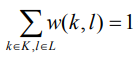 ∑ w(k,l) = 1
k∈K,l∈L